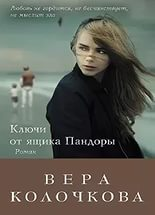 Любовь не гордится, не бесчинствует,
не мыслит зла
Ключи
от ящика Пандоры
Роман
ВЕРА
КОЛОЧКОВА